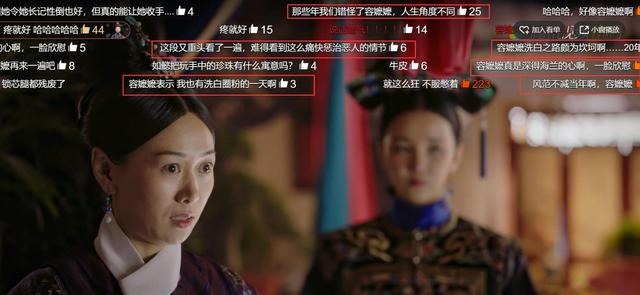 她令她长记性倒也好，但真的能让她收手.... 4
那些年我们错怪了容嬷嬷，人生角度不同 25
哈哈哈，好像容嬷嬷啊
疼就好 哈哈哈哈哈 44
疼就好 15
14
加入看单
小窗播放
的心啊，一脸欣慰 5
这段又重头看了一遍，难得看到这么痛快惩治恶人的情节 6
容嬷嬷洗白之路颇为坎坷啊......20年
嬷再来一遍吧 8
如懿把玩手中的珍珠有什么寓意吗？ 4
牛皮 6
容嬷嬷真是深得海兰的心啊，一脸欣慰
锁芯腿都残废了
容嬷嬷表示 我也有洗白圈粉的一天啊 3
就这么狂 不服憋着 223
风范不减当年啊，容嬷嬷